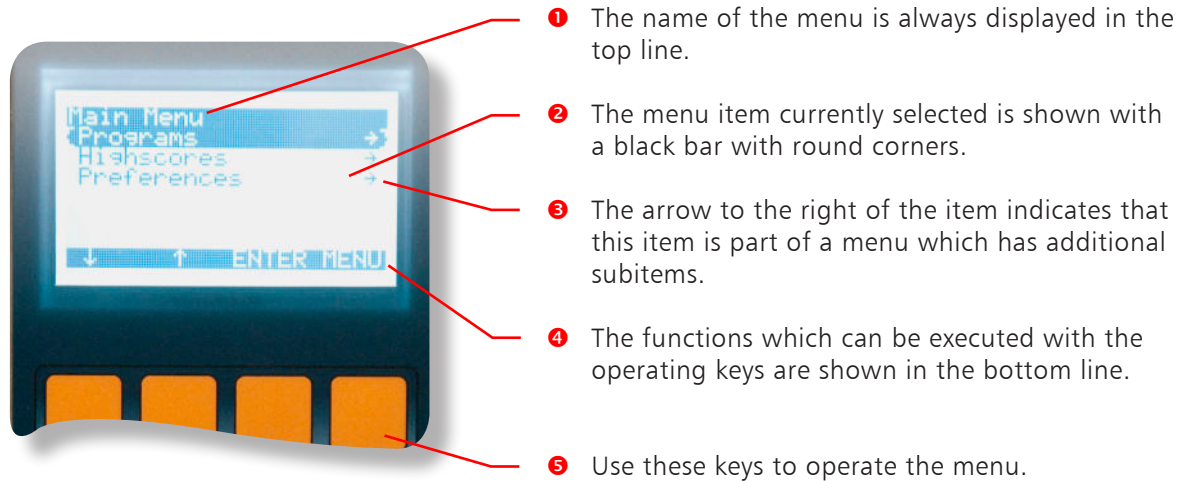 Main Menu
Programs →
Highscores →
Preferences →
↓ ↑ ENTER MENU
❶ The name of the menu is always displayed in the
top line.
❷ The menu item currently selected is shown with
a black bar with round corners.
❸ The arrow to the right of the item indicates that
this item is part of a menu which has additional
subitems.
❹ The functions which can be executed with the
operating keys are shown in the bottom line.
❺ Use these keys to operate the menu.